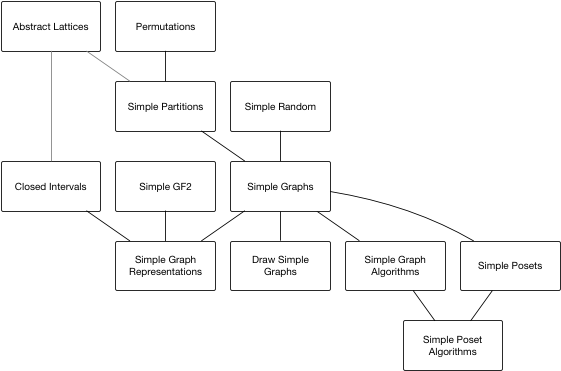 Abstract Lattices
Permutations
Simple Partitions
Simple Random
Closed Intervals
Simple GF2
Simple Graphs
Simple Graph
Representations
Draw Simple
Graphs
Simple Graph
Algorithms
Simple Posets
Simple Poset
Algorithms